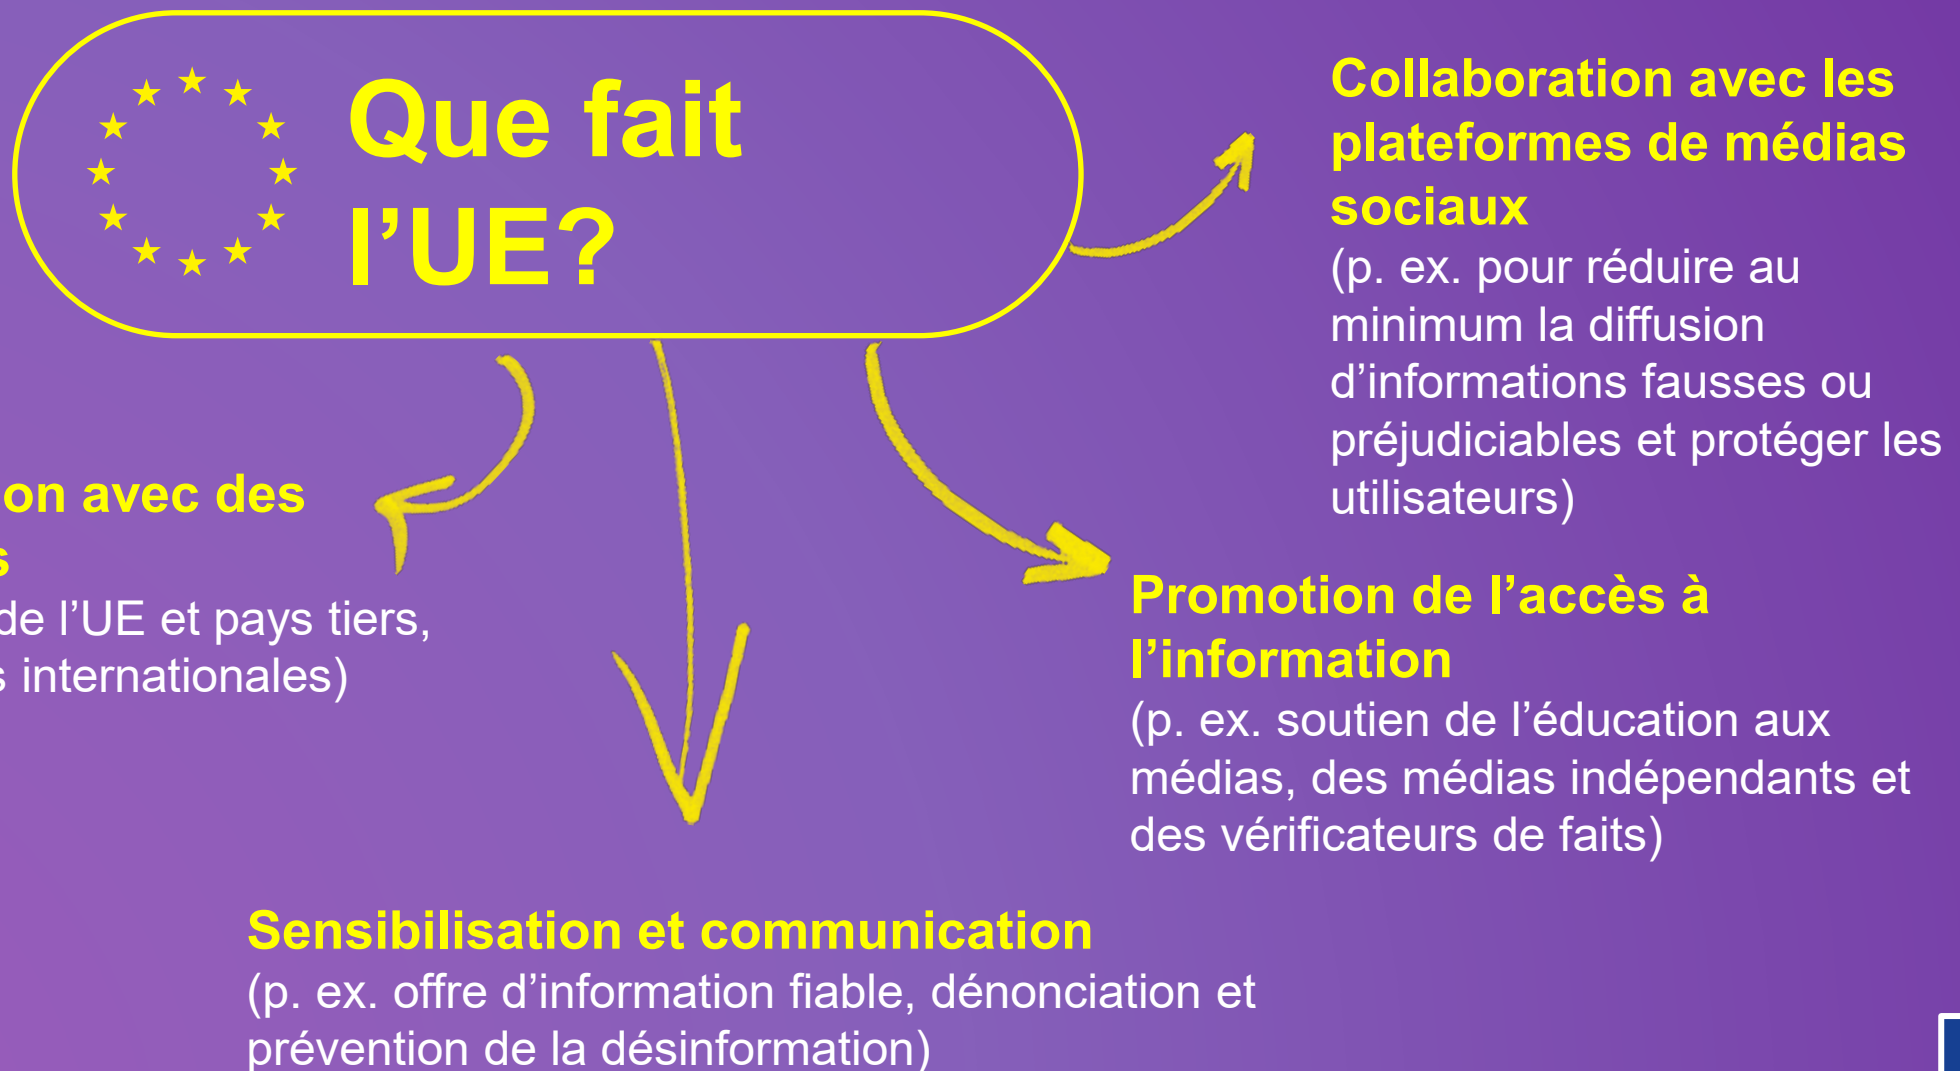 Que fait
l’UE?
Collaboration avec les
plateformes de médias
sociaux
(p. ex. pour réduire au
minimum la diffusion
d’informations fausses ou
préjudiciables et protéger les
utilisateurs)
on avec des
de l’UE et pays tiers,
internationales)
Promotion de l’accès à
l’information
(p. ex. soutien de l’éducation aux
médias, des médias indépendants et
des vérificateurs de faits)
Sensibilisation et communication
(p. ex. offre d’information fiable, dénonciation et
prévention de la désinformation)